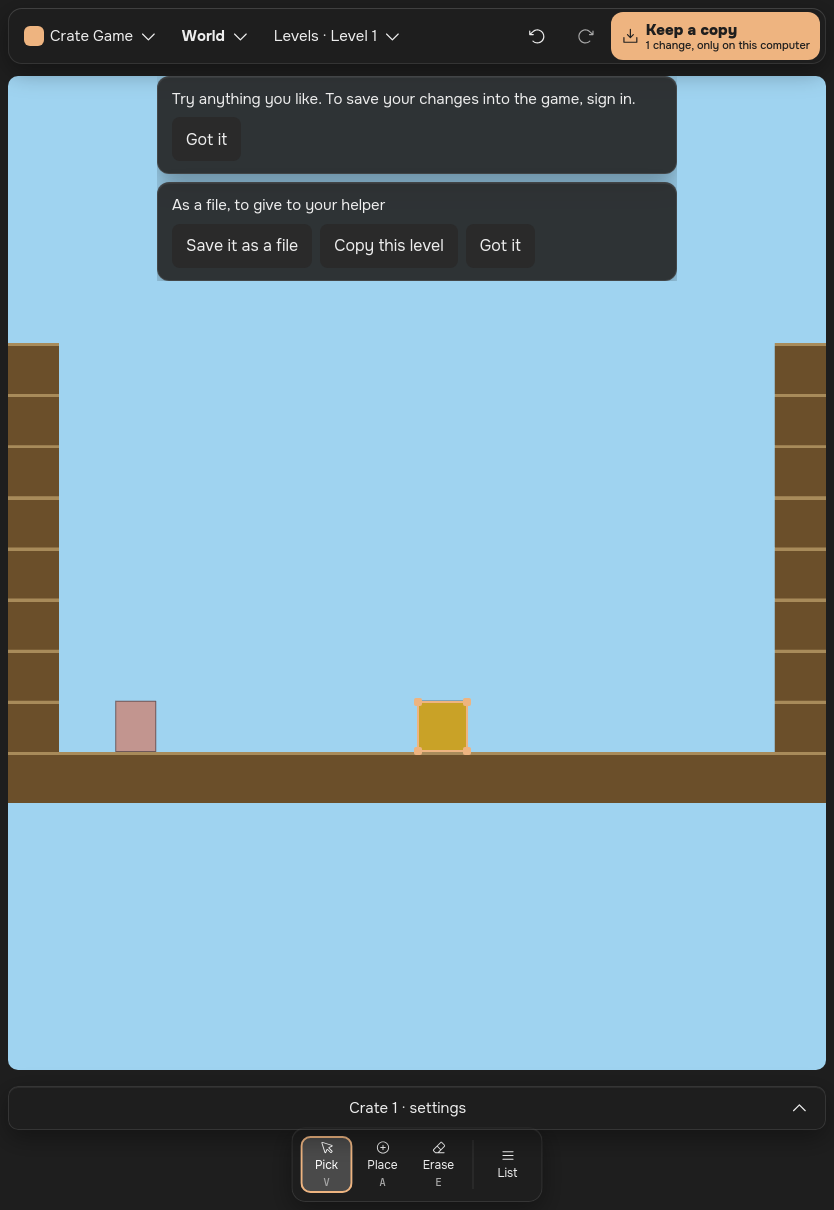 Crate Game
World
Levels · Level 1
Keep a copy
1 change, only on this computer
Try anything you like. To save your changes into the game, sign in.
Got it
As a file, to give to your helper
Save it as a file
Copy this level
Got it
Crate 1 · settings
Pick
Place
Erase
List
V
A
E